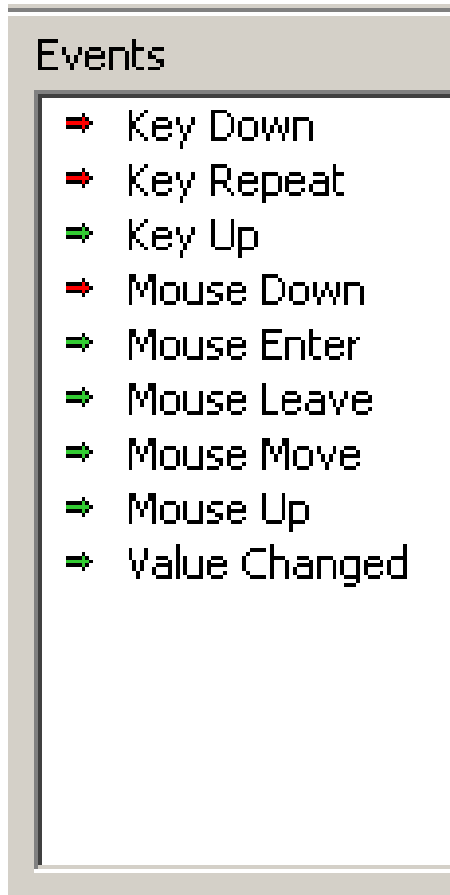 Events
Key Down
Key Repeat
Key Up
Mouse Down
Mouse Enter
Mouse Leave
Mouse Move
Mouse Up
Value Changed